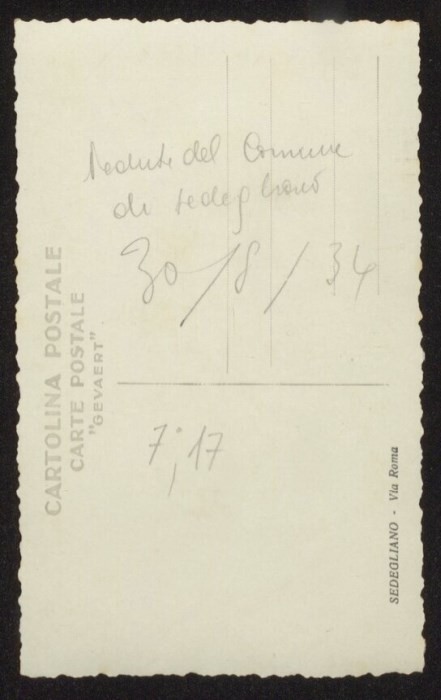 Vedute del Comune
di Sedegliano
30/8/34
7,17
CARTOLINA POSTALE
CARTE POSTALE
"GEVAERT"
SEDEGLIANO - Via Roma